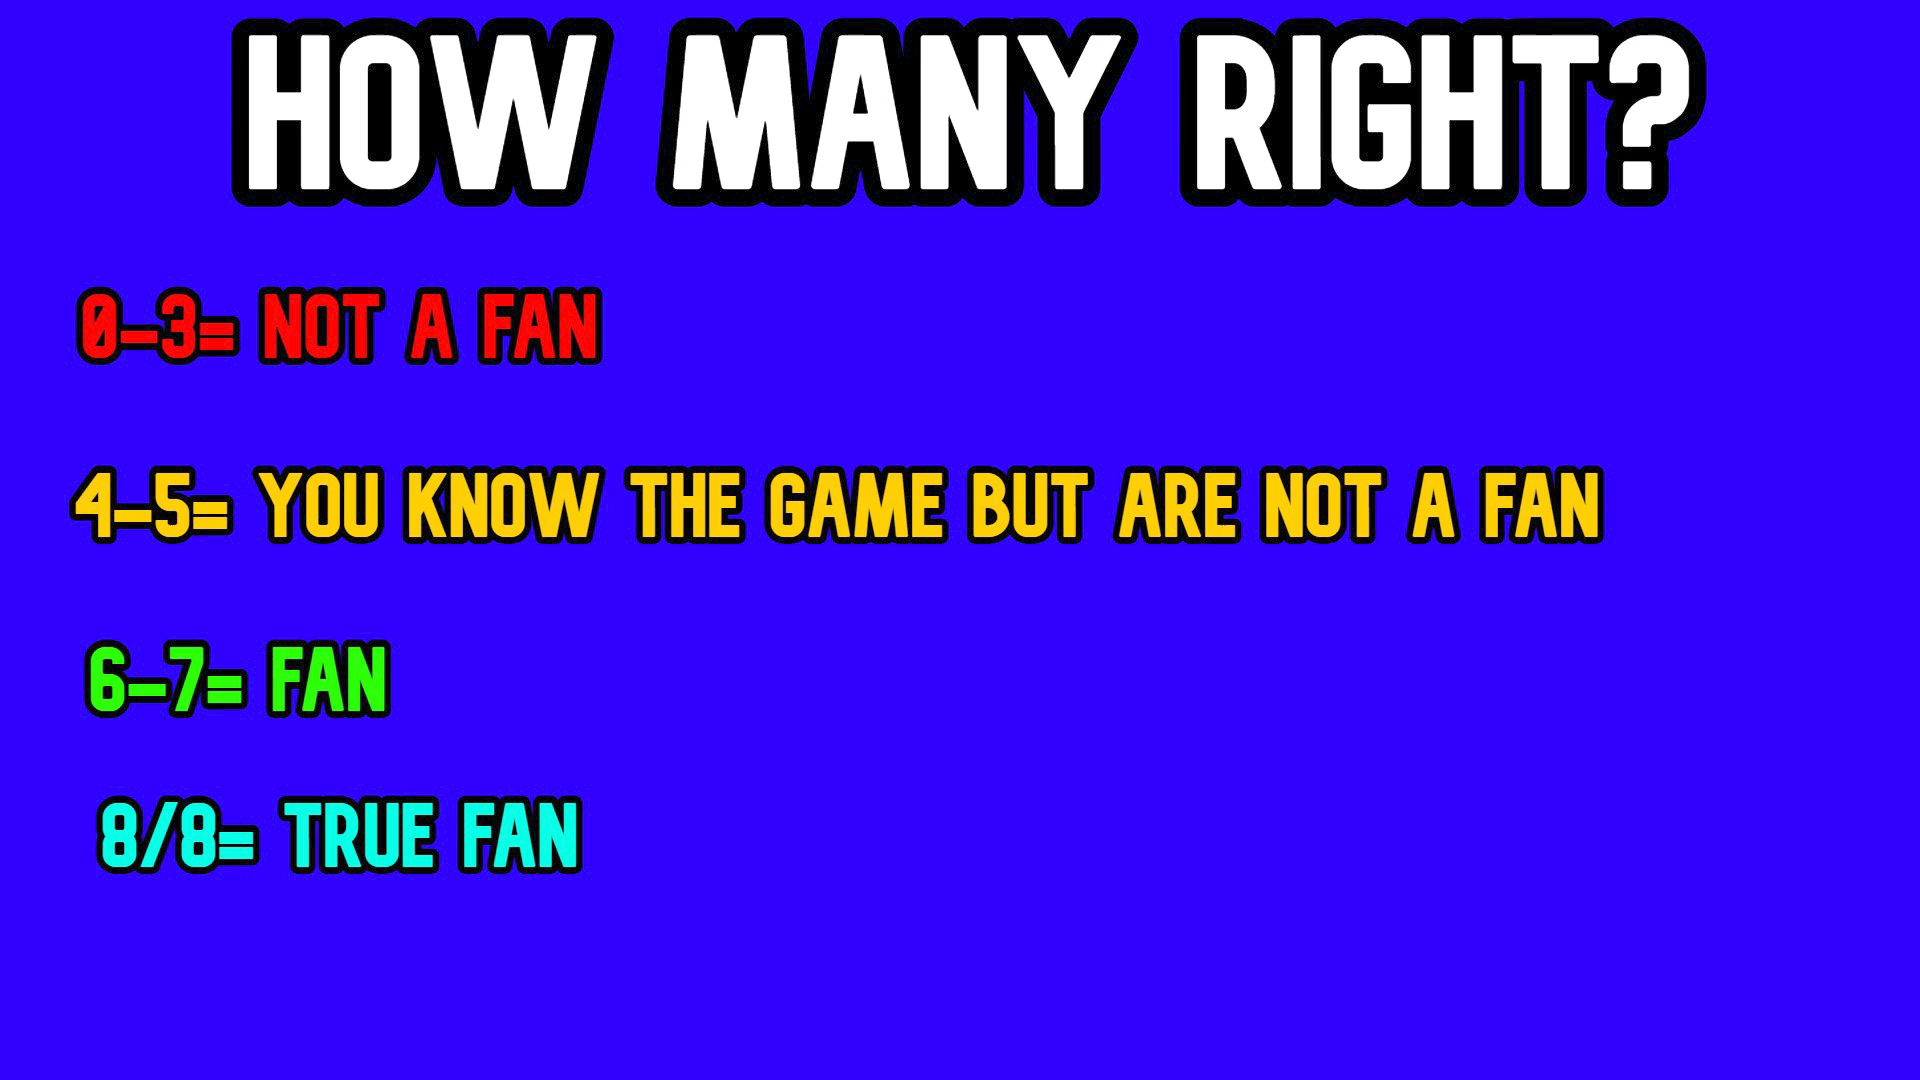 HOW MANY RIGHT?
0-3= NOT A FAN
4-5= YOU KNOW THE GAME BUT ARE NOT A FAN
6-7= FAN
8/8= TRUE FAN